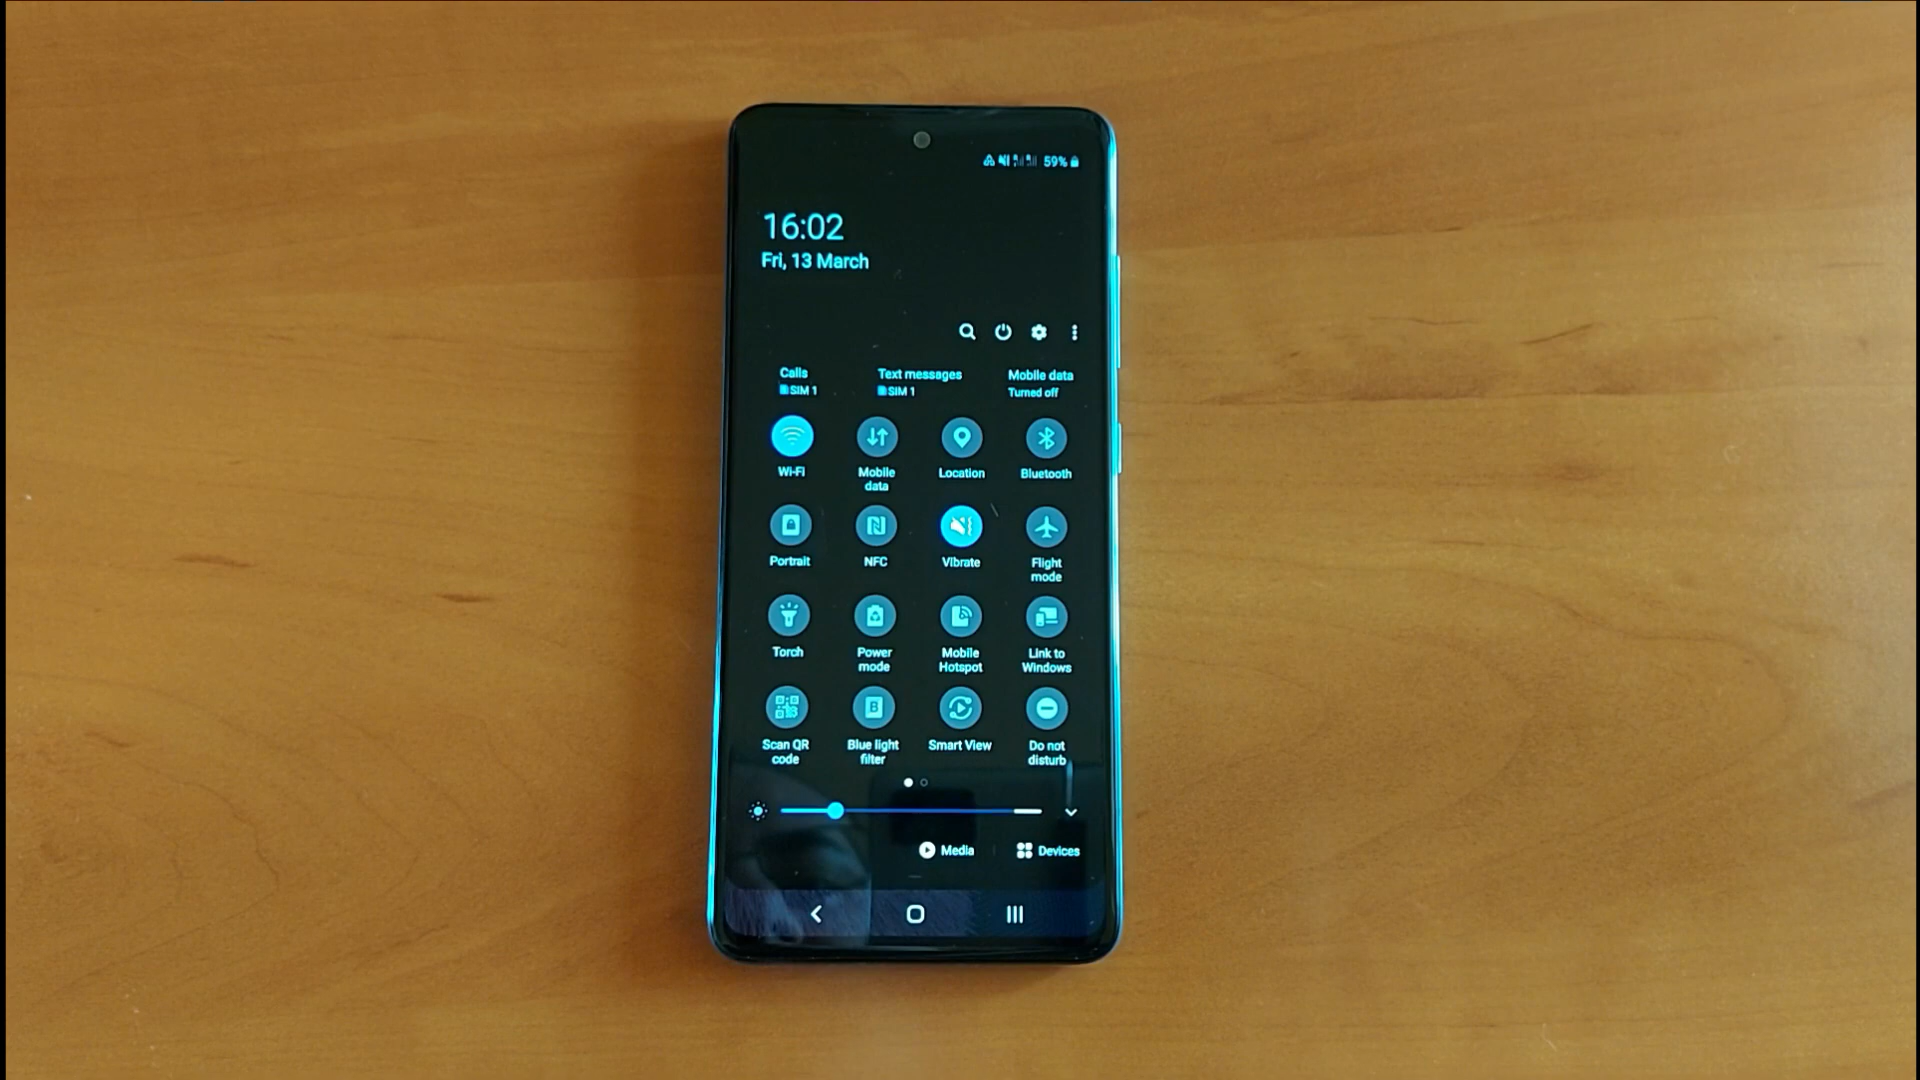 59%
16:02
Fri, 13 March
Calls Text messages Mobile data
SIM 1 SIM 1 Turned off
Wi-Fi Mobile data Location Bluetooth
Portrait NFC Vibrate Flight mode
Torch Power mode Mobile Hotspot Link to Windows
Scan QR code B Blue light filter Smart View Do not disturb
Media Devices